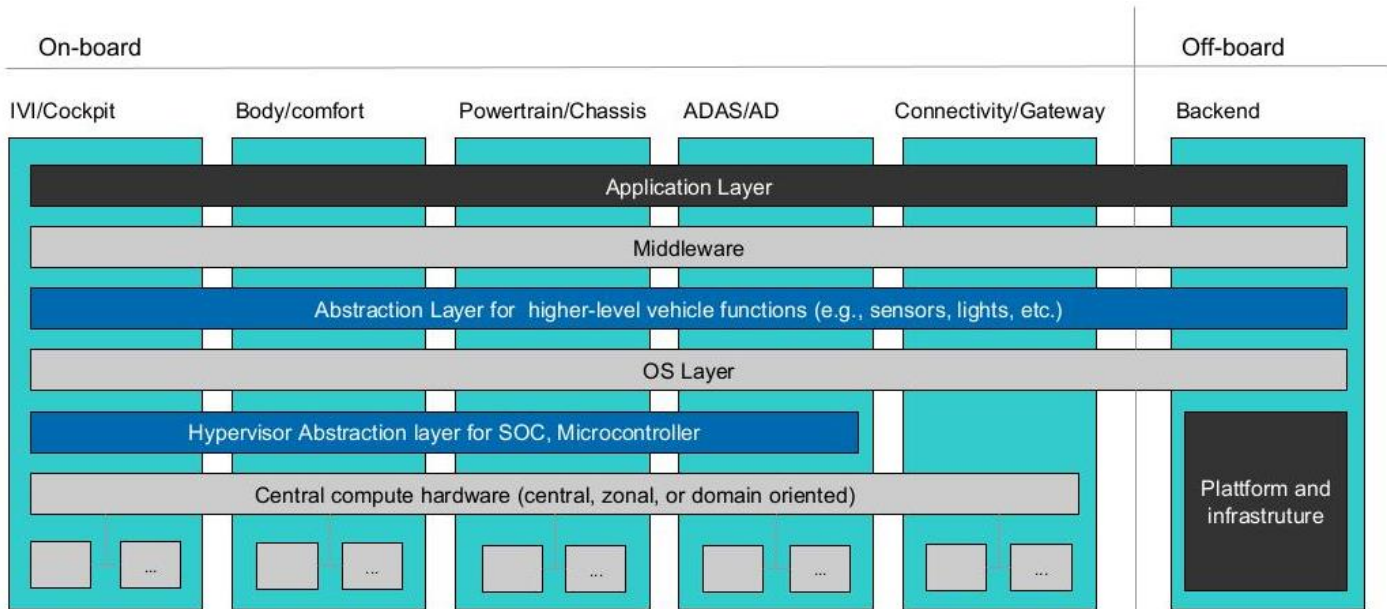 On-board
Off-board
IVI/Cockpit
Body/comfort
Powertrain/Chassis
ADAS/AD
Connectivity/Gateway
Backend
Application Layer
Middleware
Abstraction Layer for higher-level vehicle functions (e.g., sensors, lights, etc.)
OS Layer
Hypervisor Abstraction layer for SOC, Microcontroller
Central compute hardware (central, zonal, or domain oriented)
Plattform and
infrastruture
...
...
...
...
...